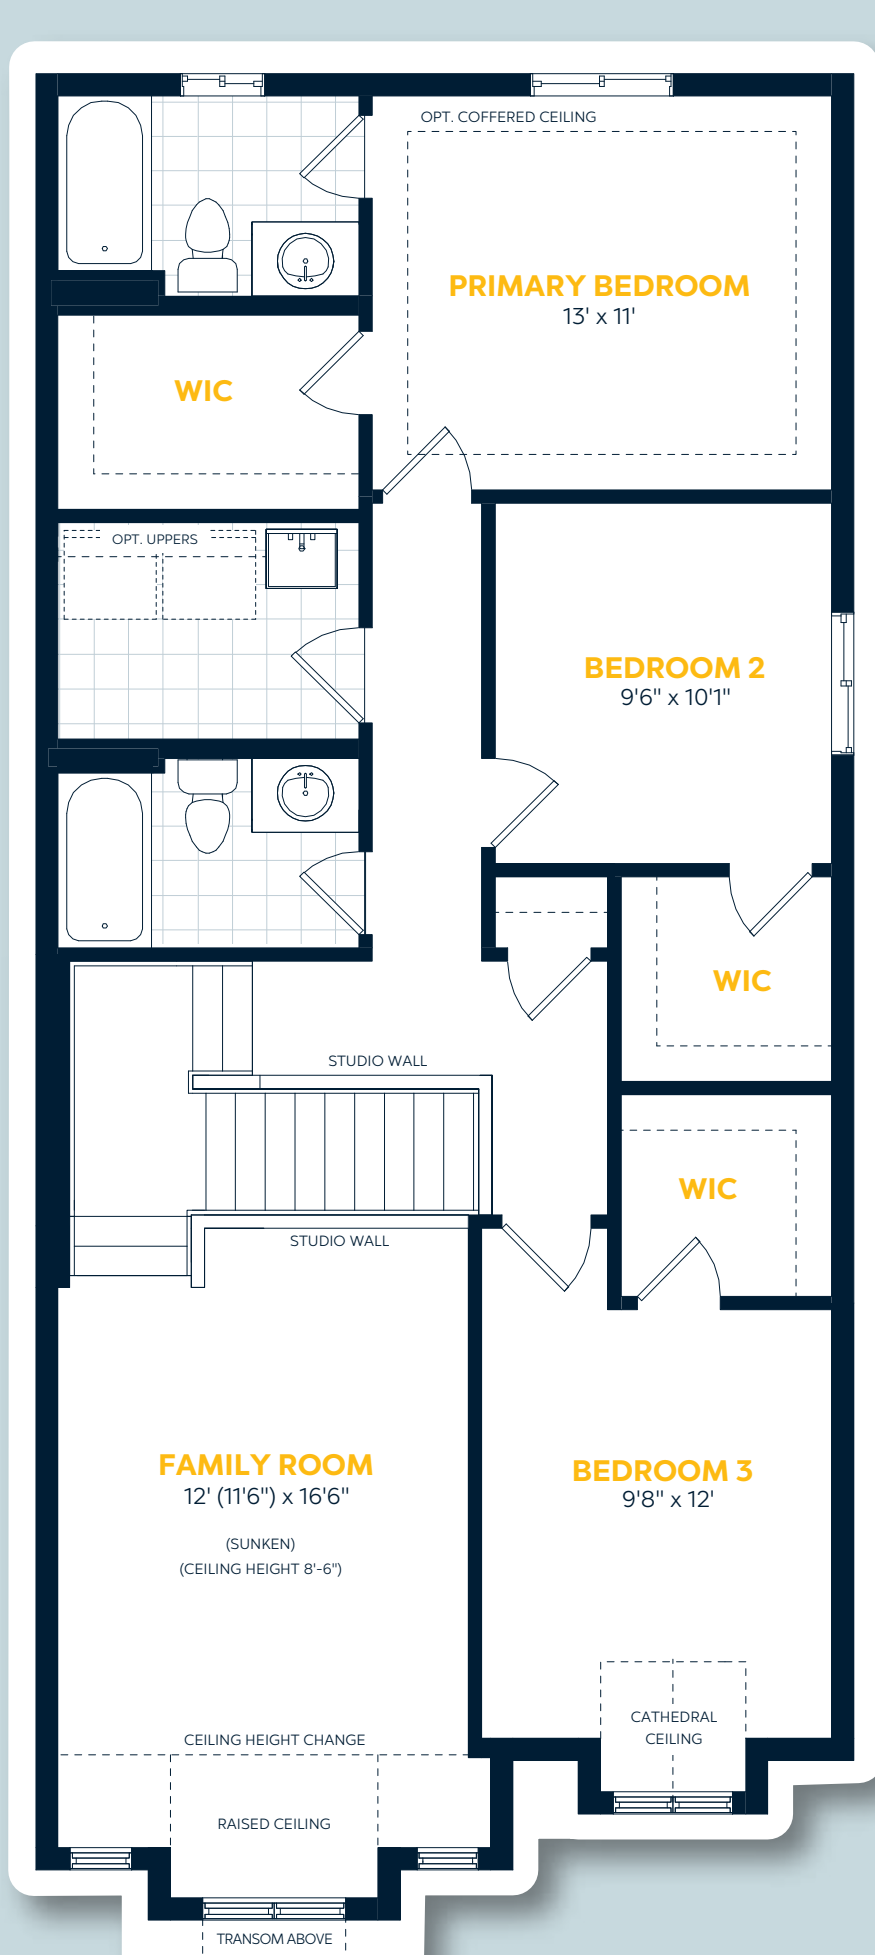 OPT. COFFERED CEILING
PRIMARY BEDROOM
13' x 11'
WIC
OPT. UPPERS
BEDROOM 2
9'6" x 10'1"
WIC
STUDIO WALL
WIC
STUDIO WALL
FAMILY ROOM
12' (11'6") x 16'6"
(SUNKEN)
(CEILING HEIGHT 8'-6")
BEDROOM 3
9'8" x 12'
CATHEDRAL
CEILING
CEILING HEIGHT CHANGE
RAISED CEILING
TRANSOM ABOVE